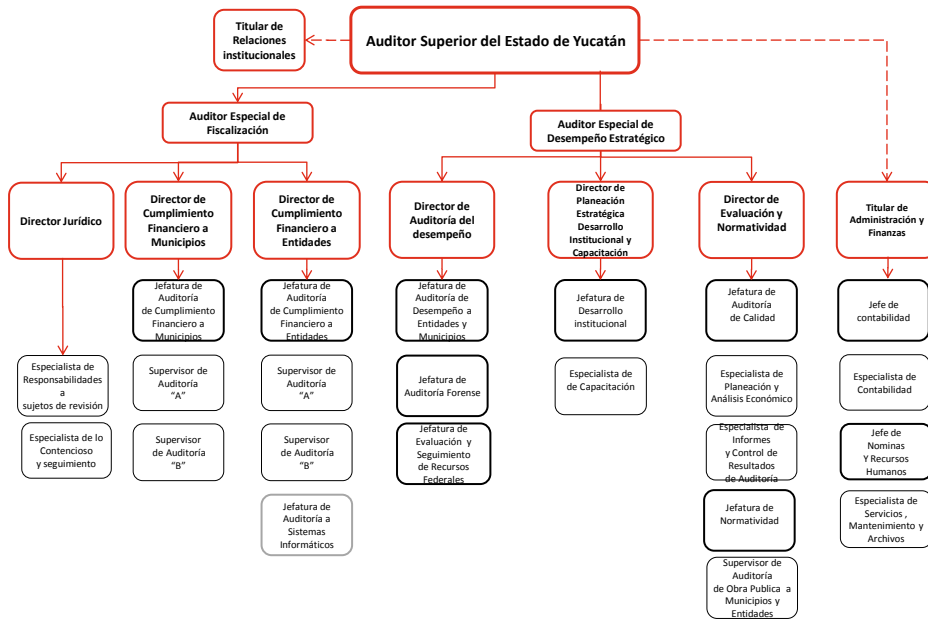 Titular de
Relaciones
institucionales
Auditor Superior del Estado de Yucatán
Auditor Especial de
Fiscalización
Auditor Especial de
Desempeño Estratégico
Director Jurídico
Director de
Cumplimiento
Financiero a
Municipios
Director de
Cumplimiento
Financiero a
Entidades
Director de
Auditoría del
desempeño
Director de
Planeación
Estratégica
Desarrollo
Institucional y
Capacitación
Director de
Evaluación y
Normatividad
Titular de
Administración y
Finanzas
Jefatura de
Auditoría
de Cumplimiento
Financiero a
Municipios
Jefatura de
Auditoría
de Cumplimiento
Financiero a
Entidades
Jefatura de
Auditoría de
Desempeño a
Entidades y
Municipios
Jefatura de
Desarrollo
institucional
Jefatura de
Auditoría
de Calidad
Jefe de
contabilidad
Especialista de
Responsabilidades
a
sujetos de revisión
Supervisor de
Auditoría
"A"
Supervisor de
Auditoría
"A"
Jefatura de
Auditoría Forense
Especialista de
de Capacitación
Especialista de
Planeación y
Análisis Económico
Especialista de
Contabilidad
Especialista de lo
Contencioso
y seguimiento
Supervisor
de Auditoría
"B"
Supervisor
de Auditoría
"B"
Jefatura de
Evaluación y
Seguimiento
de Recursos
Federales
Especialista de
Informes
y Control de
Resultados
de Auditoría
Jefe de
Nominas
Y Recursos
Humanos
Jefatura de
Auditoría a
Sistemas
Informáticos
Jefatura de
Normatividad
Especialista de
Servicios ,
Mantenimiento y
Archivos
Supervisor de
Auditoría
de Obra Publica a
Municipios y
Entidades